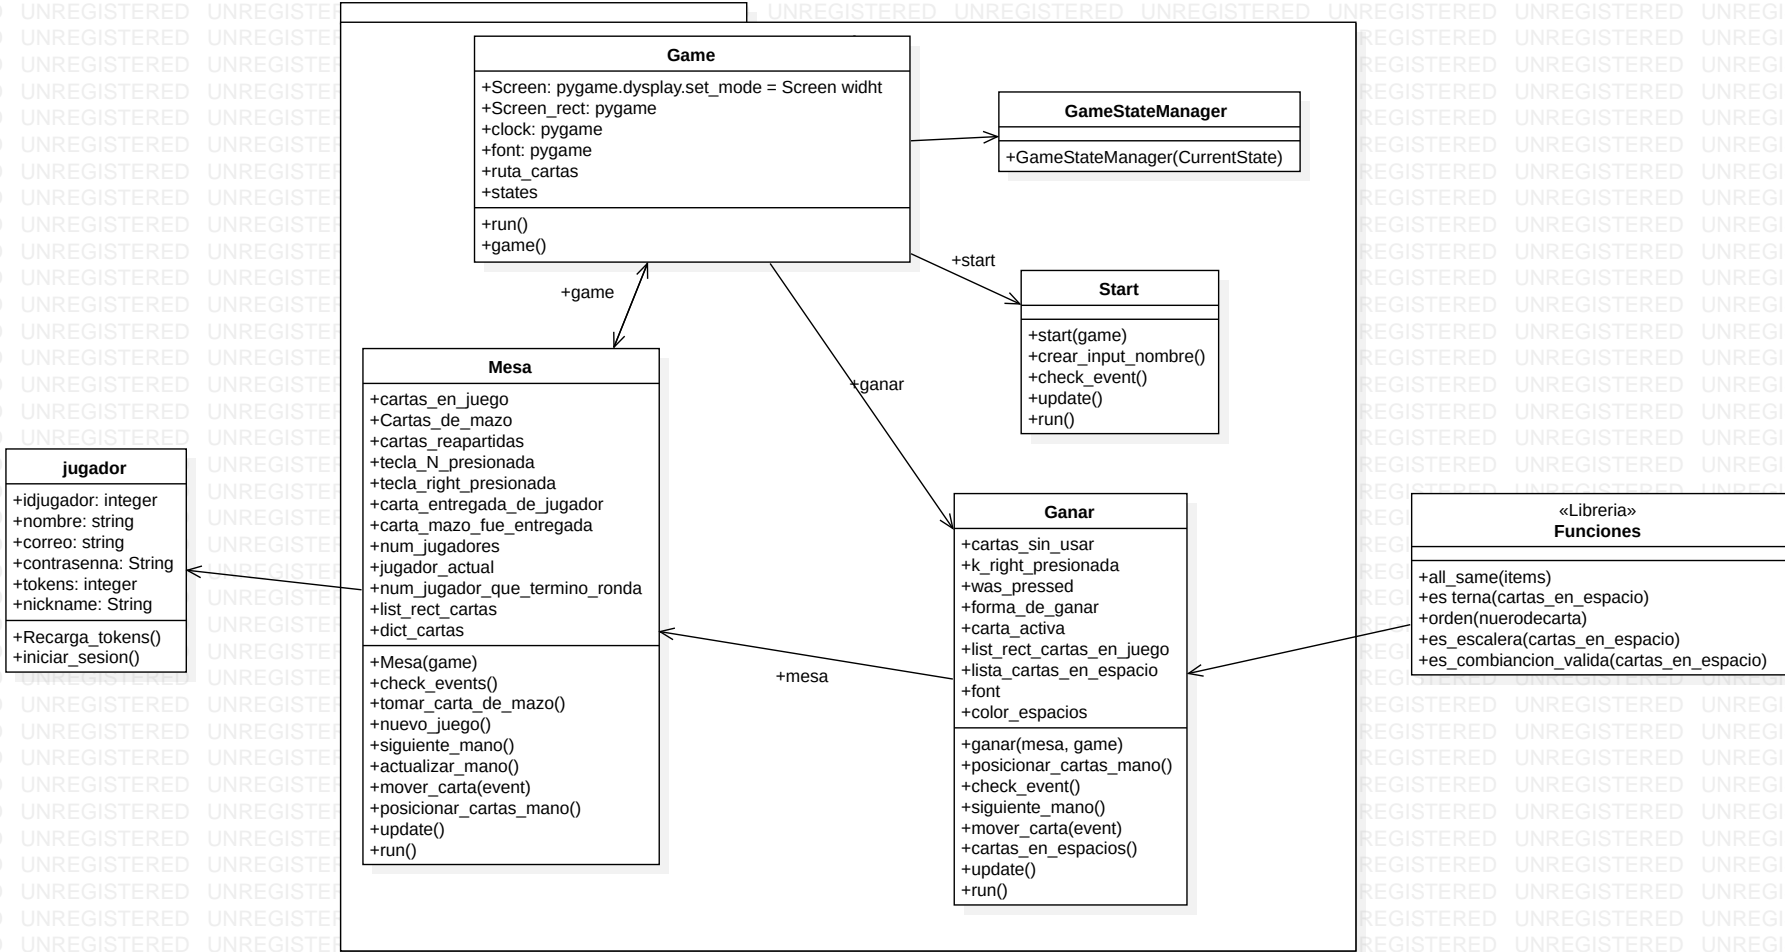 Game
+Screen: pygame.dysplay.set_mode = Screen widht
+Screen_rect: pygame
+clock: pygame
+font: pygame
+ruta_cartas
+states
+run()
+game()
GameStateManager
+GameStateManager(CurrentState)
+start
Start
+start(game)
+crear_input_nombre()
+check_event()
+update()
+run()
+game
+ganar
Mesa
+cartas_en_juego
+Cartas_de_mazo
+cartas_reapartidas
+tecla_N_presionada
+tecla_right_presionada
+carta_entregada_de_jugador
+carta_mazo_fue_entregada
+num_jugadores
+jugador_actual
+num_jugador_que_termino_ronda
+list_rect_cartas
+dict_cartas
+Mesa(game)
+check_events()
+tomar_carta_de_mazo()
+nuevo_juego()
+siguiente_mano()
+actualizar_mano()
+mover_carta(event)
+posicionar_cartas_mano()
+update()
+run()
jugador
+idjugador: integer
+nombre: string
+correo: string
+contrasenna: String
+tokens: integer
+nickname: String
+Recarga_tokens()
+iniciar_sesion()
+mesa
Ganar
+cartas_sin_usar
+k_right_presionada
+was_pressed
+forma_de_ganar
+carta_activa
+list_rect_cartas_en_juego
+lista_cartas_en_espacio
+font
+color_espacios
+ganar(mesa, game)
+posicionar_cartas_mano()
+check_event()
+siguiente_mano()
+mover_carta(event)
+cartas_en_espacios()
+update()
+run()
«Libreria»
Funciones
+all_same(items)
+es terna(cartas_en_espacio)
+orden(nuerodecarta)
+es_escalera(cartas_en_espacio)
+es_combiancion_valida(cartas_en_espacio)
UNREGISTERED